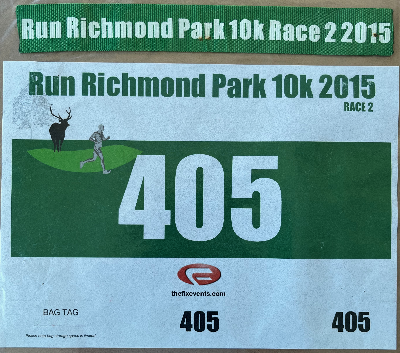 Run Richmond Park 10k Race 2 2015
Run Richmond Park 10k 2015
RACE 2
405
thefixevents.com
BAG TAG
405
405